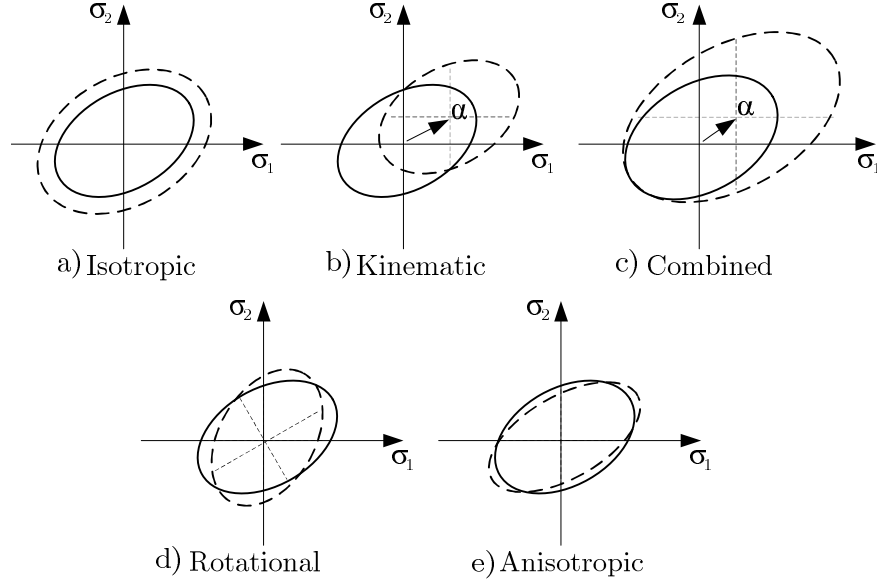 σ₂ σ₂ σ₂
α α
σ₁ σ₁ σ₁
a) Isotropic b) Kinematic c) Combined
σ₂ σ₂
σ₁ σ₁
d) Rotational e) Anisotropic